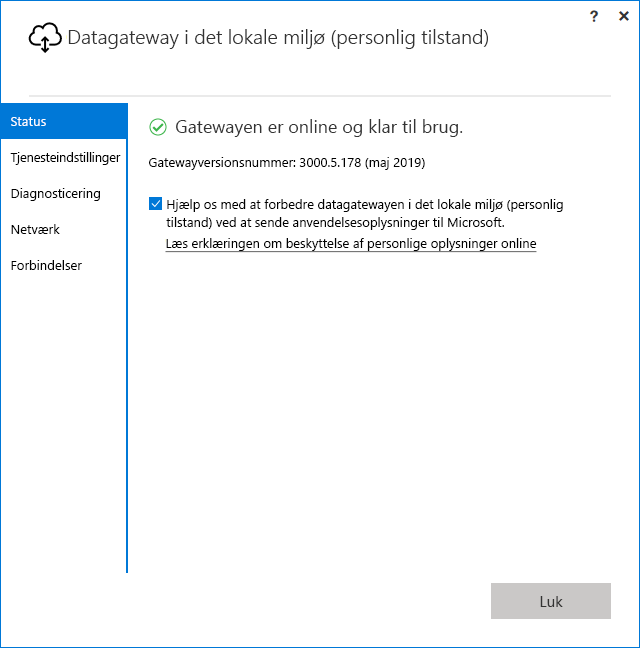 ?
Datagateway i det lokale miljø (personlig tilstand)
Status
Tjenesteindstillinger
Diagnosticering
Netværk
Forbindelser
Gatewayen er online og klar til brug.
Gatewayversionsnummer: 3000.5.178 (maj 2019)
Hjælp os med at forbedre datagatewayen i det lokale miljø (personlig
tilstand) ved at sende anvendelsesoplysninger til Microsoft.
Læs erklæringen om beskyttelse af personlige oplysninger online
Luk